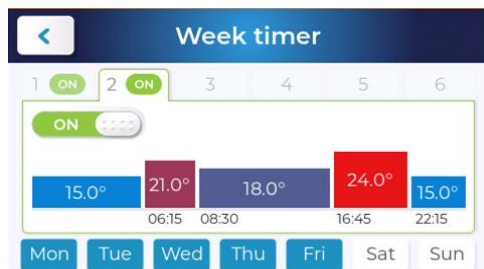 Week timer
1 ON 2 ON 3 4 5 6
ON
15.0° 21.0° 18.0° 24.0° 15.0°
06:15 08:30 16:45 22:15
Mon Tue Wed Thu Fri Sat Sun